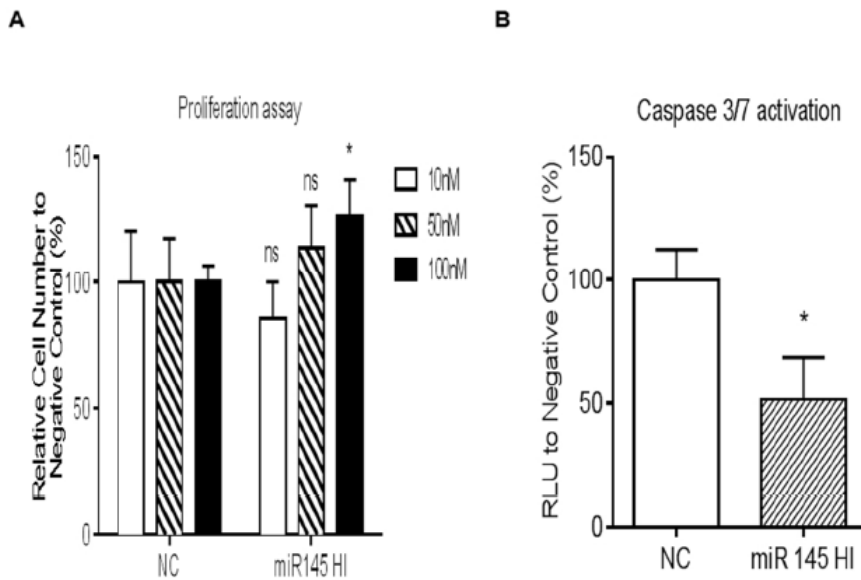 A
Proliferation assay
Relative Cell Number to
Negative Control (%)
150
100
50
0
ns
ns
*
10nM
50nM
100nM
NC
miR145 HI
B
Caspase 3/7 activation
RLU to Negative Control (%)
150
100
50
0
*
NC
miR 145 HI